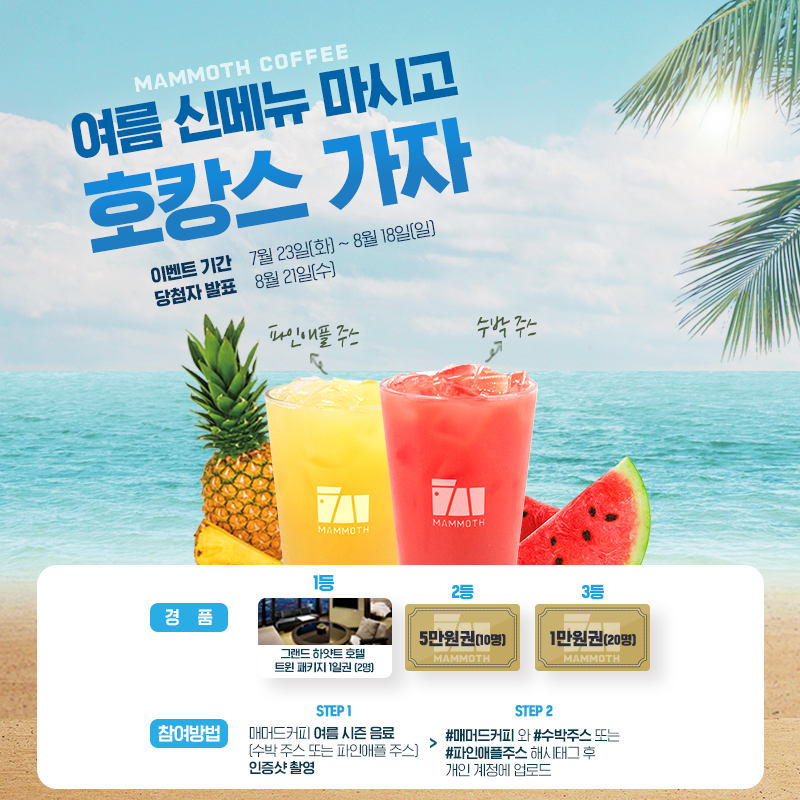 MAMMOTH COFFEE
여름 신메뉴 마시고
호캉스 가자
이벤트 기간 7월 23일(화) ~ 8월 18일(일)
당첨자 발표 8월 21일(수)
파인애플 주스
수박 주스
MAMMOTH
MAMMOTH
경 품
1등
그랜드 하얏트 호텔
트윈 패키지 1일권 (2명)
2등
5만원권(10명)
MAMMOTH
3등
1만원권(20명)
MAMMOTH
참여방법
STEP 1
매머드커피 여름 시즌 음료
(수박 주스 또는 파인애플 주스)
인증샷 촬영
>
STEP 2
#매머드커피 와 #수박주스 또는
#파인애플주스 해시태그 후
개인 계정에 업로드